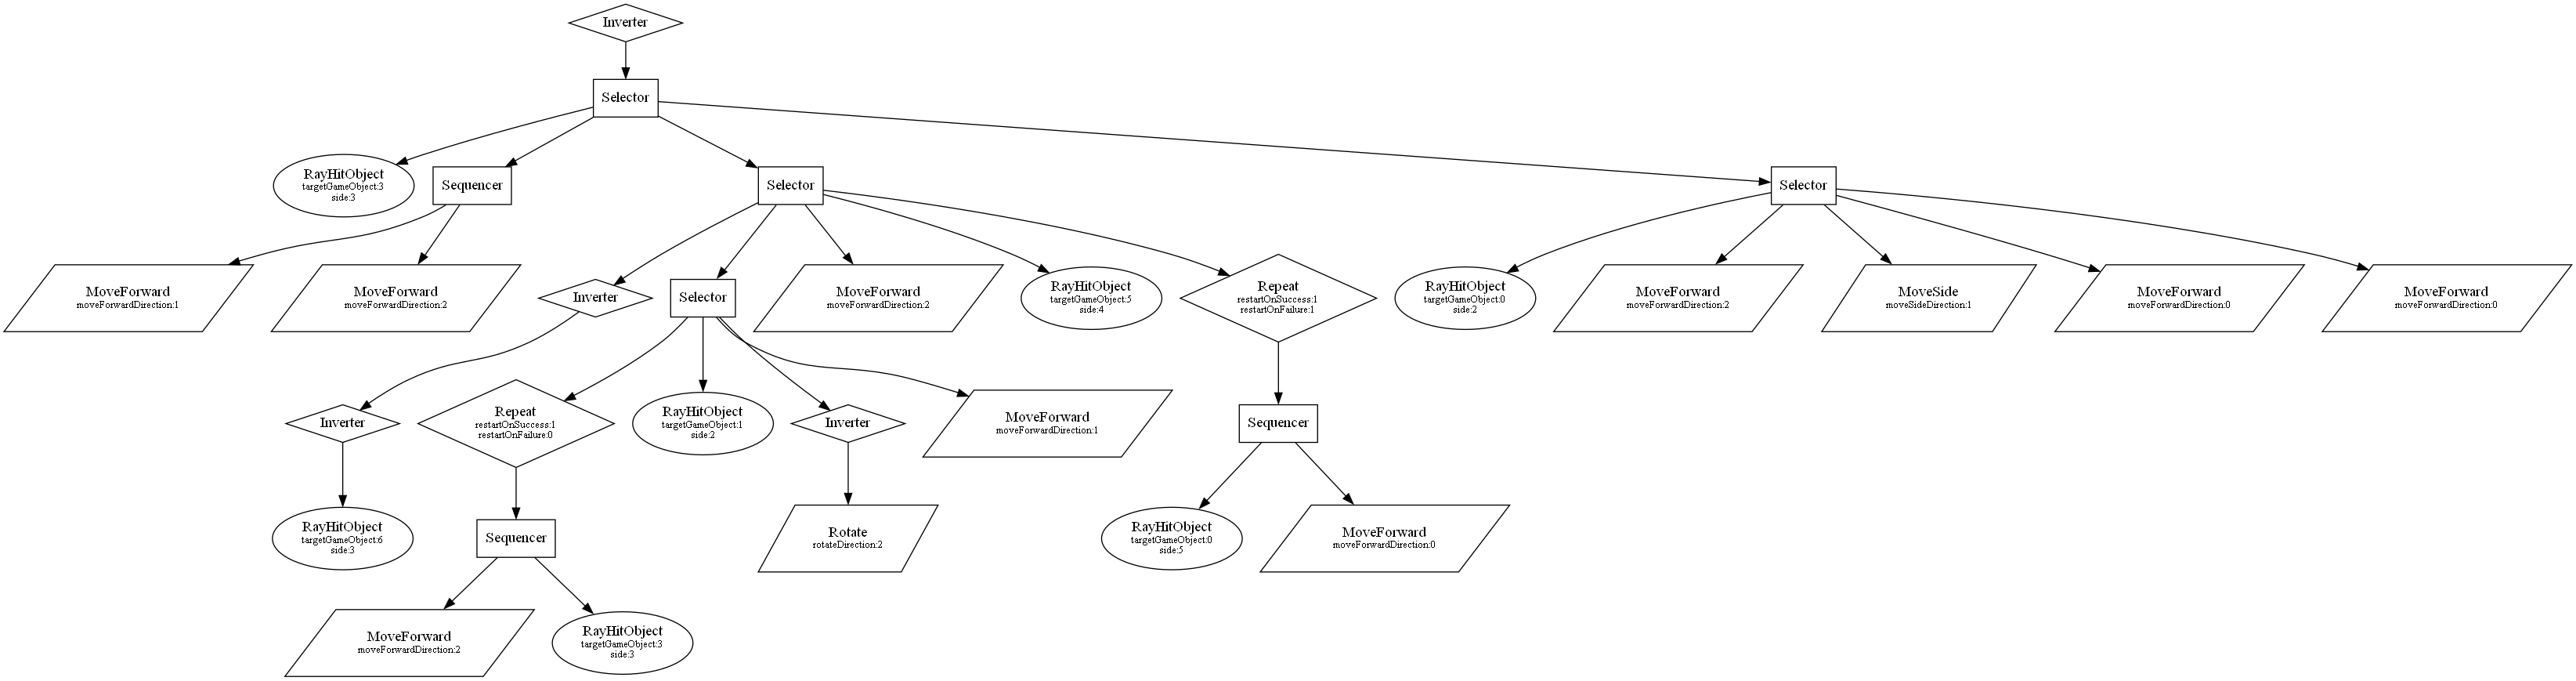 Inverter
Selector
RayHitObject
targetGameObject:3
side:3
Sequencer
Selector
Selector
MoveForward
moveForwardDirection:1
MoveForward
moveForwardDirection:2
Inverter
Selector
MoveForward
moveForwardDirection:2
RayHitObject
targetGameObject:5
side:4
Repeat
restartOnSuccess:1
restartOnFailure:1
RayHitObject
targetGameObject:0
side:2
MoveForward
moveForwardDirection:2
MoveSide
moveSideDirection:1
MoveForward
moveForwardDirection:0
MoveForward
moveForwardDirection:0
Inverter
Repeat
restartOnSuccess:1
restartOnFailure:0
RayHitObject
targetGameObject:1
side:2
Inverter
MoveForward
moveForwardDirection:1
Sequencer
RayHitObject
targetGameObject:6
side:3
Sequencer
Rotate
rotateDirection:2
RayHitObject
targetGameObject:0
side:5
MoveForward
moveForwardDirection:0
MoveForward
moveForwardDirection:2
RayHitObject
targetGameObject:3
side:3